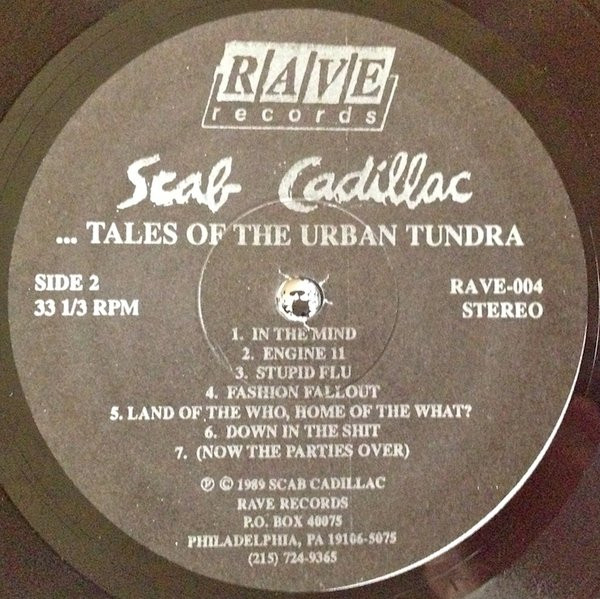 RAVE
records
Scab Cadillac
... TALES OF THE URBAN TUNDRA
SIDE 2
33 1/3 RPM
RAVE-004
STEREO
1. IN THE MIND
2. ENGINE 11
3. STUPID FLU
4. FASHION FALLOUT
5. LAND OF THE WHO, HOME OF THE WHAT?
6. DOWN IN THE SHIT
7. (NOW THE PARTIES OVER)
℗ © 1989 SCAB CADILLAC
RAVE RECORDS
P.O. BOX 40075
PHILADELPHIA, PA 19106-5075
(215) 724-9365